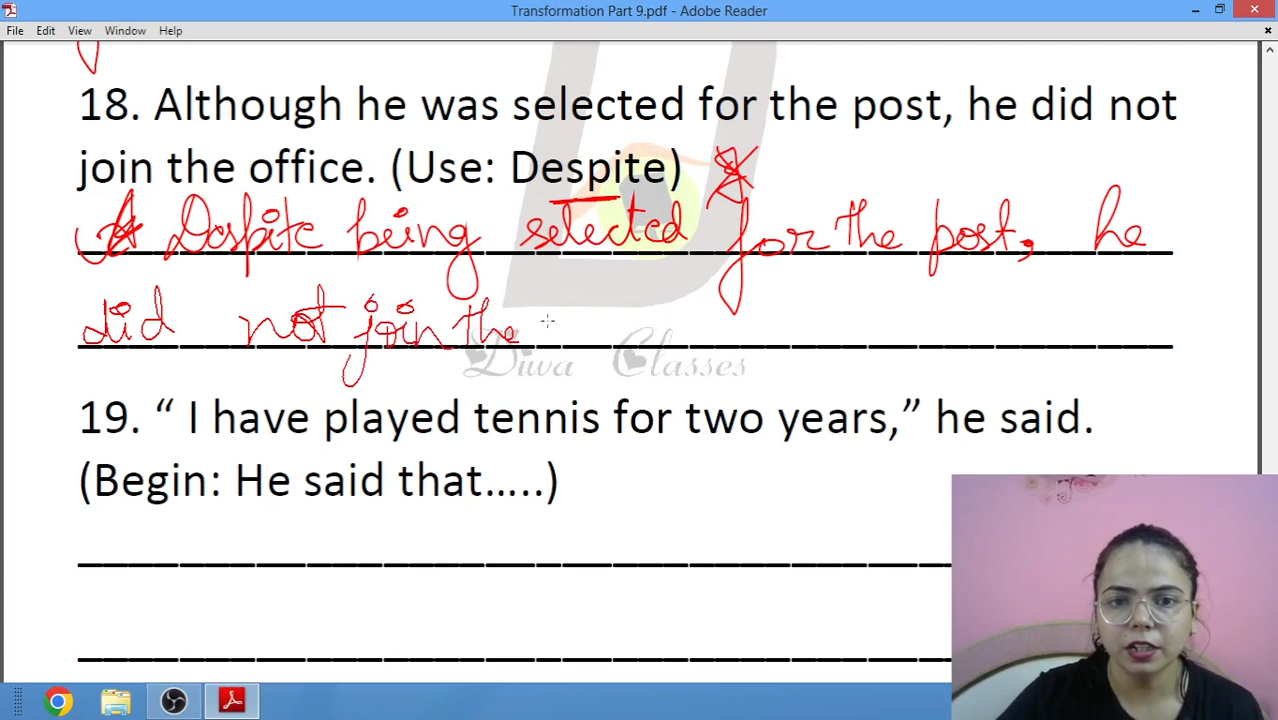 Transformation Part 9.pdf - Adobe Reader
File Edit View Window Help
18. Although he was selected for the post, he did not
join the office. (Use: Despite)
Despite being selected for the post, he
did not join the
Diwa Classes
19. “ I have played tennis for two years,” he said.
(Begin: He said that…..)